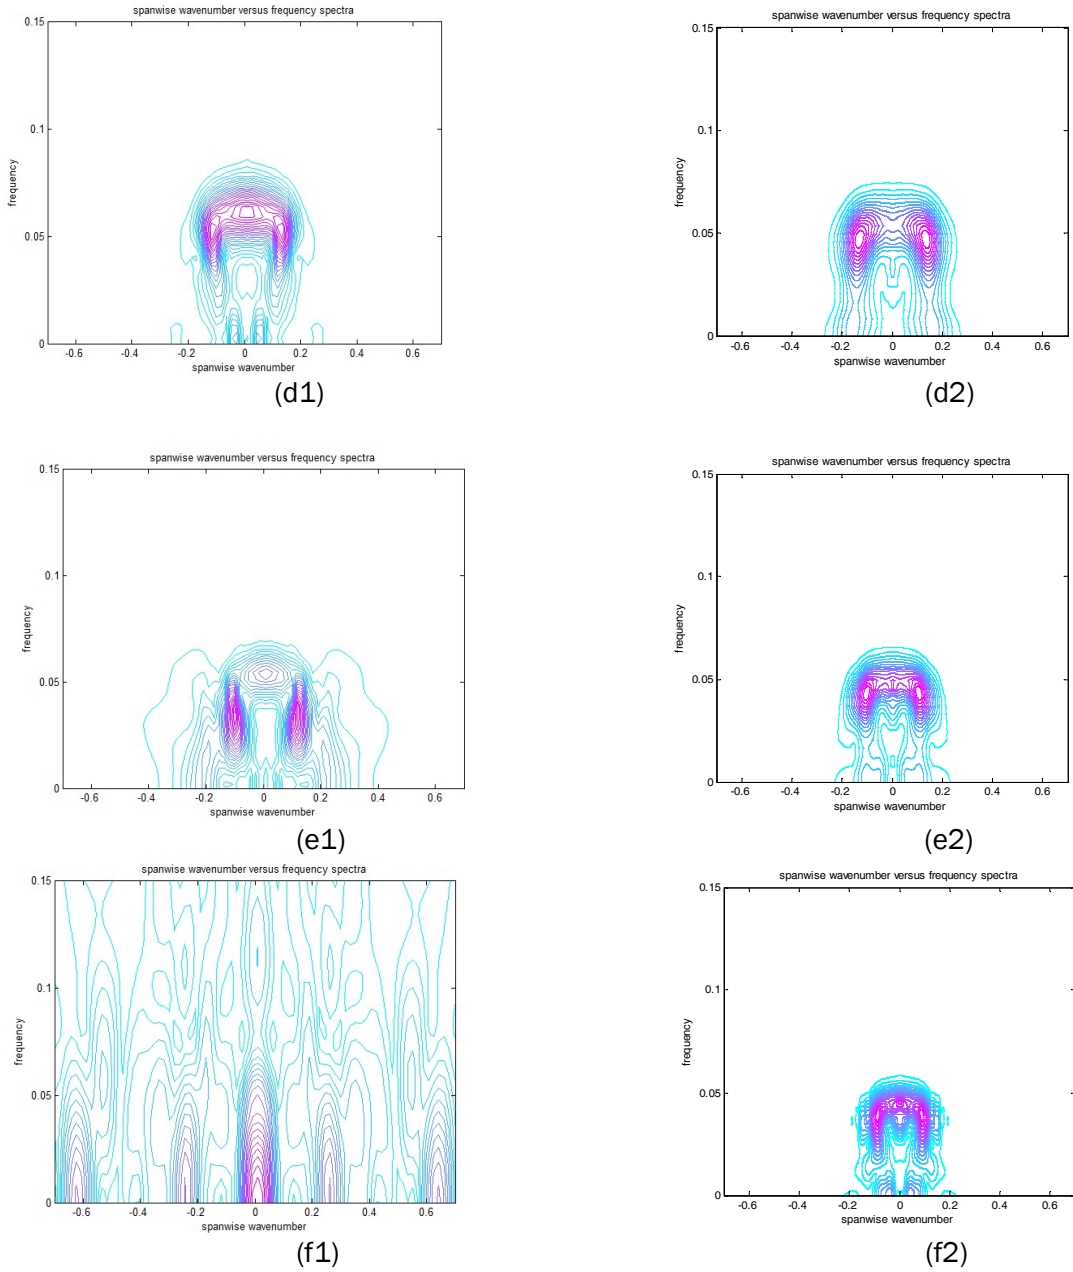 spanwise wavenumber versus frequency spectra
0.15
0.1
0.05
0
frequency
-0.6 -0.4 -0.2 0 0.2 0.4 0.6
spanwise wavenumber
(d1)
spanwise wavenumber versus frequency spectra
0.15
0.1
0.05
0
frequency
-0.6 -0.4 -0.2 0 0.2 0.4 0.6
spanwise wavenumber
(d2)
spanwise wavenumber versus frequency spectra
0.15
0.1
0.05
0
frequency
-0.6 -0.4 -0.2 0 0.2 0.4 0.6
spanwise wavenumber
(e1)
spanwise wavenumber versus frequency spectra
0.15
0.1
0.05
0
frequency
-0.6 -0.4 -0.2 0 0.2 0.4 0.6
spanwise wavenumber
(e2)
spanwise wavenumber versus frequency spectra
0.15
0.1
0.05
0
frequency
-0.6 -0.4 -0.2 0 0.2 0.4 0.6
spanwise wavenumber
(f1)
spanwise wavenumber versus frequency spectra
0.15
0.1
0.05
0
frequency
-0.6 -0.4 -0.2 0 0.2 0.4 0.6
spanwise wavenumber
(f2)